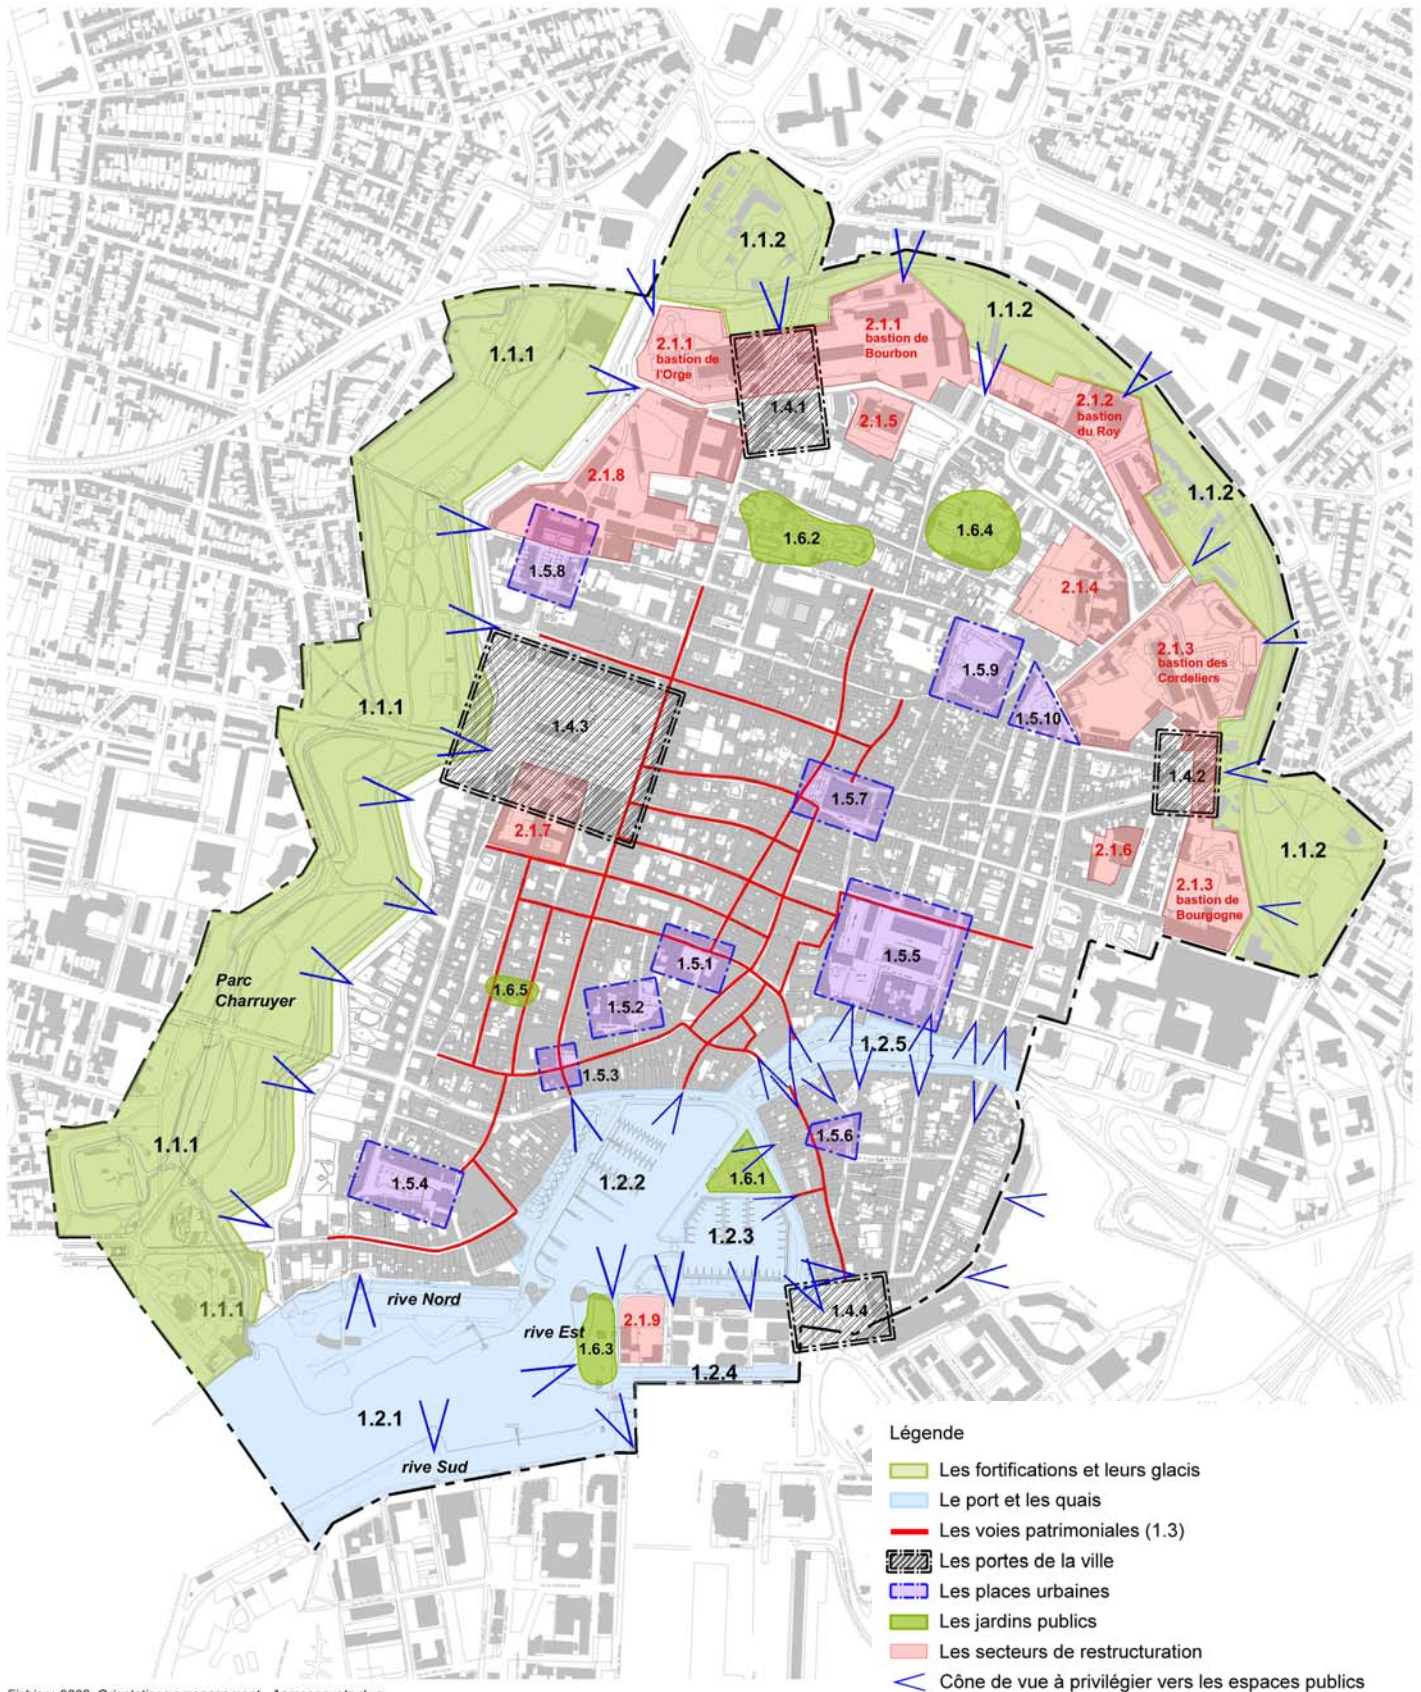 1.1.2
1.1.2
2.1.1
bastion de
Bourbon
2.1.1
bastion de
l'Orge
1.1.1
2.1.2
bastion
du Roy
1.4.1
2.1.5
2.1.8
1.1.2
1.6.2
1.6.4
1.5.8
2.1.4
2.1.3
bastion des
Cordeliers
1.5.9
1.5.10
1.1.1
1.4.3
1.4.2
1.5.7
2.1.7
2.1.6
1.1.2
2.1.3
bastion de
Bourgogne
1.5.5
1.5.1
Parc
Charruyer
1.6.5
1.5.2
1.2.5
1.5.3
1.5.6
1.1.1
1.5.4
1.2.2
1.6.1
1.2.3
rive Nord
1.1.1
1.4.4
2.1.9
rive Est
1.6.3
1.2.4
1.2.1
rive Sud
Légende
Les fortifications et leurs glacis
Le port et les quais
Les voies patrimoniales (1.3)
Les portes de la ville
Les places urbaines
Les jardins publics
Les secteurs de restructuration
Cône de vue à privilégier vers les espaces publics